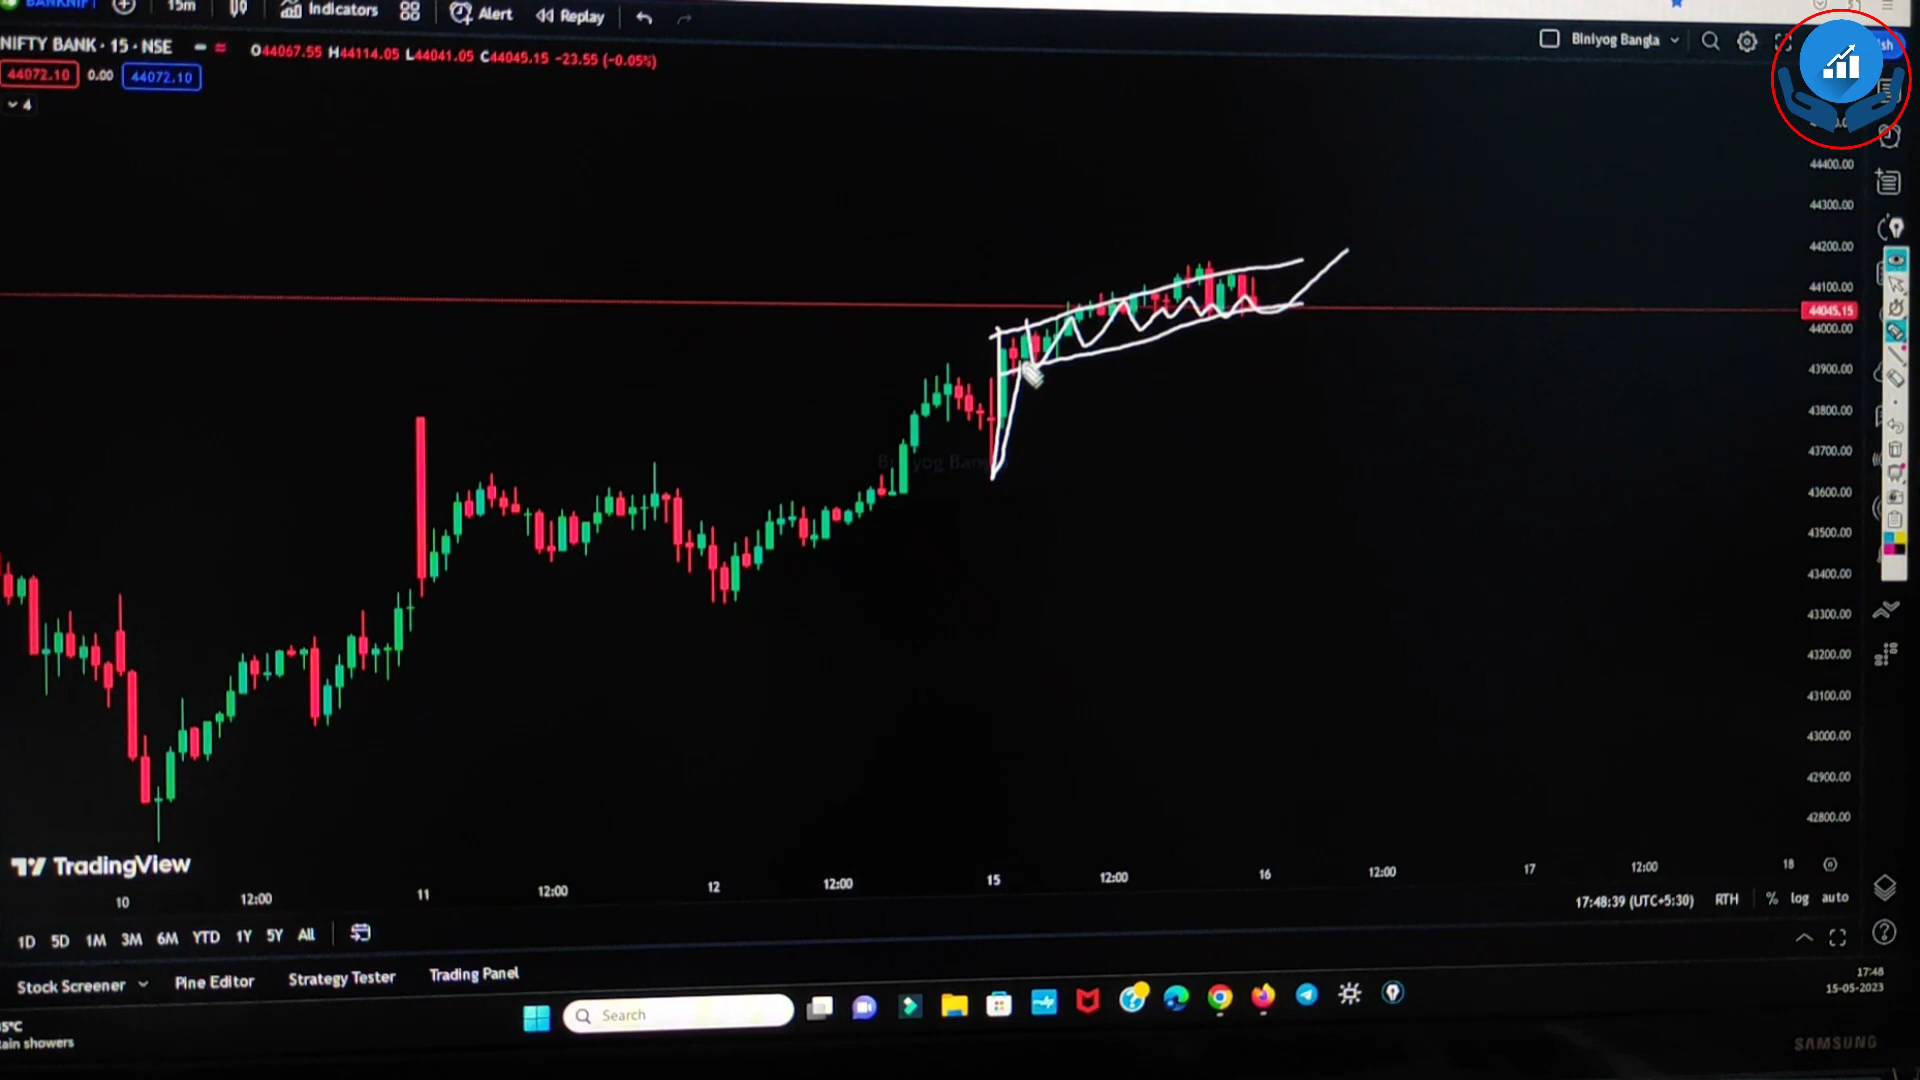 15m Indicators Alert Replay
NIFTY BANK · 15 · NSE O44067.55 H44114.05 L44041.05 C44045.15 -23.55 (-0.05%)
Biniyog Bangla
44072.10 0.00 44072.10
4
44400.00
44300.00
44200.00
44100.00
44045.15
44000.00
43900.00
43800.00
43700.00
43600.00
43500.00
43400.00
43300.00
43200.00
43100.00
43000.00
42900.00
42800.00
TradingView
10 12:00 11 12:00 12 12:00 15 12:00 16 12:00 17 12:00 18
17:48:39 (UTC+5:30) RTH % log auto
1D 5D 1M 3M 6M YTD 1Y 5Y All
Stock Screener Pine Editor Strategy Tester Trading Panel
Search
17:48
15-05-2023
SAMSUNG